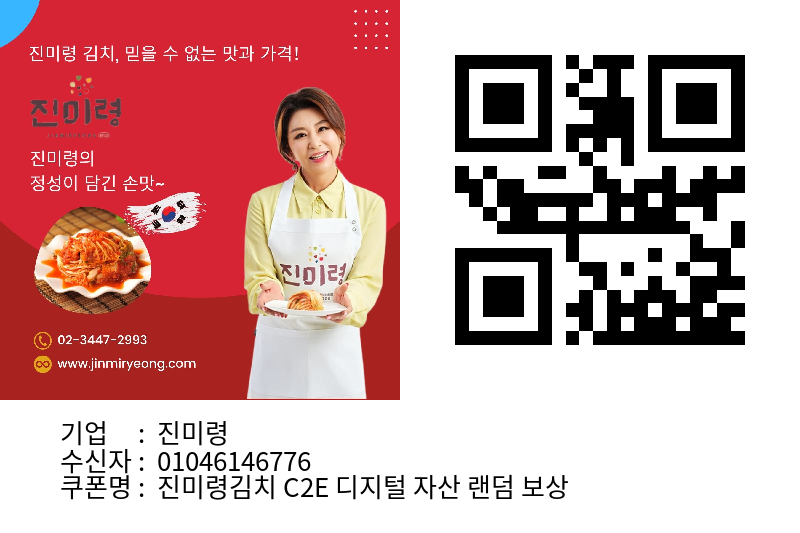 진미령 김치, 믿을 수 없는 맛과 가격!
진미령
진미령의
정성이 담긴 손맛~
진미령
02-3447-2993
www.jinmiryeong.com
기업 : 진미령
수신자 : 01046146776
쿠폰명 : 진미령김치 C2E 디지털 자산 랜덤 보상